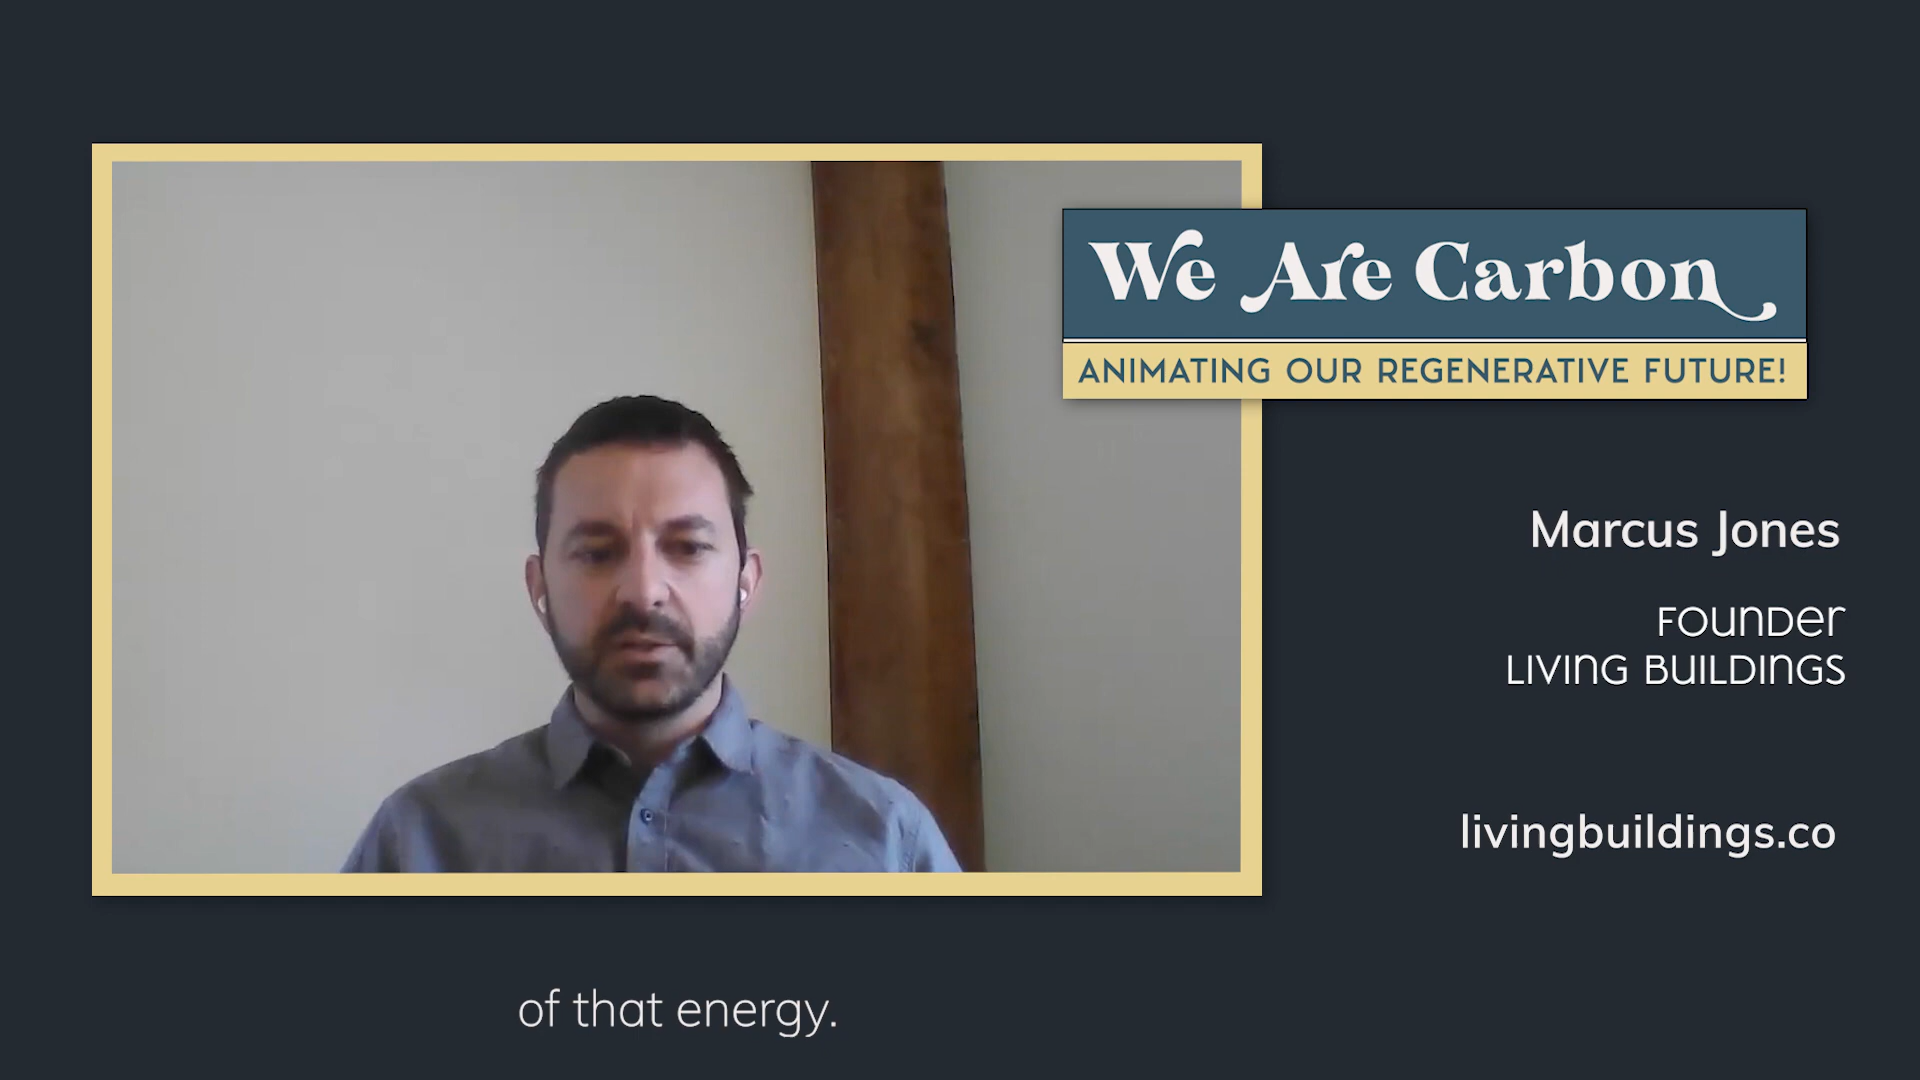 We Are Carbon
ANIMATING OUR REGENERATIVE FUTURE!
Marcus Jones
FOUNDER
LIVING BUILDINGS
livingbuildings.co
of that energy.